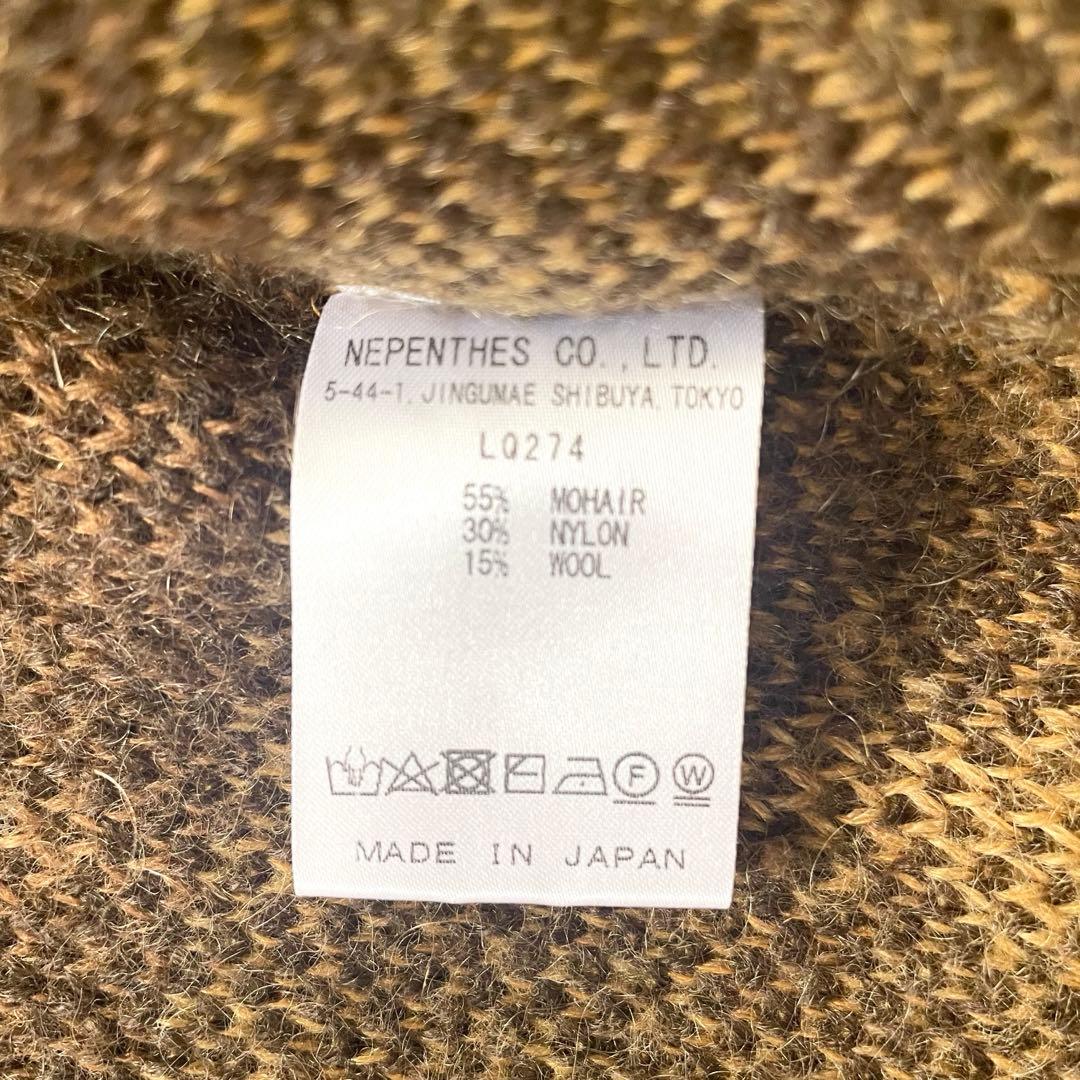 NEPENTHES CO.,LTD.
5-44-1, JINGUMAE SHIBUYA, TOKYO
LQ274
55% MOHAIR
30% NYLON
15% WOOL
F W
MADE IN JAPAN